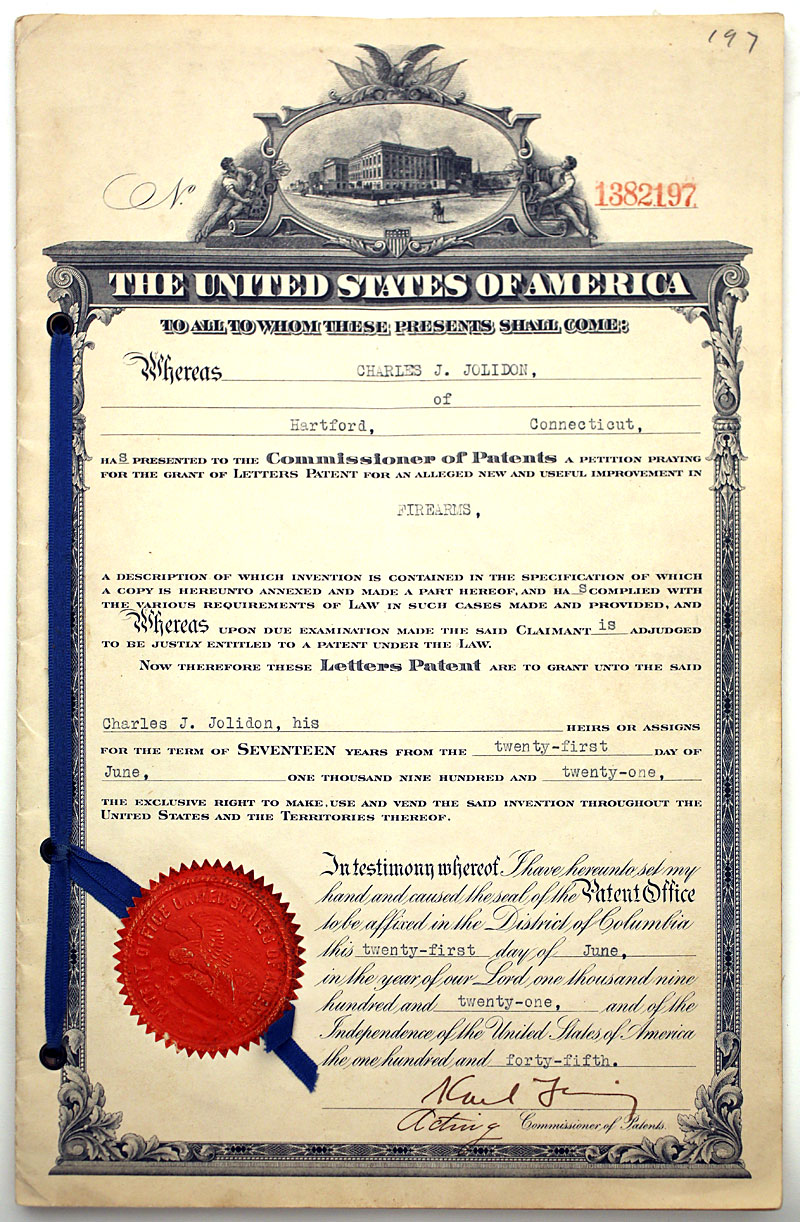 197
No. 1382197
THE UNITED STATES OF AMERICA
TO ALL TO WHOM THESE PRESENTS SHALL COME:
Whereas CHARLES J. JOLIDON,
of
Hartford, Connecticut,
HAS PRESENTED TO THE Commissioner of Patents A PETITION PRAYING
FOR THE GRANT OF LETTERS PATENT FOR AN ALLEGED NEW AND USEFUL IMPROVEMENT IN
FIREARMS,
A DESCRIPTION OF WHICH INVENTION IS CONTAINED IN THE SPECIFICATION OF WHICH
A COPY IS HEREUNTO ANNEXED AND MADE A PART HEREOF, AND HAS COMPLIED WITH
THE VARIOUS REQUIREMENTS OF LAW IN SUCH CASES MADE AND PROVIDED, AND
Whereas UPON DUE EXAMINATION MADE THE SAID CLAIMANT is ADJUDGED
TO BE JUSTLY ENTITLED TO A PATENT UNDER THE LAW.
NOW THEREFORE THESE Letters Patent ARE TO GRANT UNTO THE SAID
Charles J. Jolidon, his HEIRS OR ASSIGNS
FOR THE TERM OF SEVENTEEN YEARS FROM THE twenty-first DAY OF
June, ONE THOUSAND NINE HUNDRED AND twenty-one,
THE EXCLUSIVE RIGHT TO MAKE, USE AND VEND THE SAID INVENTION THROUGHOUT THE
UNITED STATES AND THE TERRITORIES THEREOF.
In testimony whereof I have hereunto set my
hand and caused the seal of the Patent Office
to be affixed in the District of Columbia
this twenty-first day of June,
in the year of our Lord one thousand nine
hundred and twenty-one, and of the
Independence of the United States of America
the one hundred and forty-fifth.
Karl
Acting Commissioner of Patents.
PATENT OFFICE UNITED STATES OF AMERICA